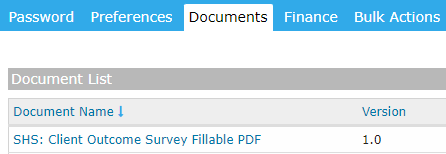 Password Preferences Documents Finance Bulk Actions
Document List
Document Name ↓ Version
SHS: Client Outcome Survey Fillable PDF 1.0